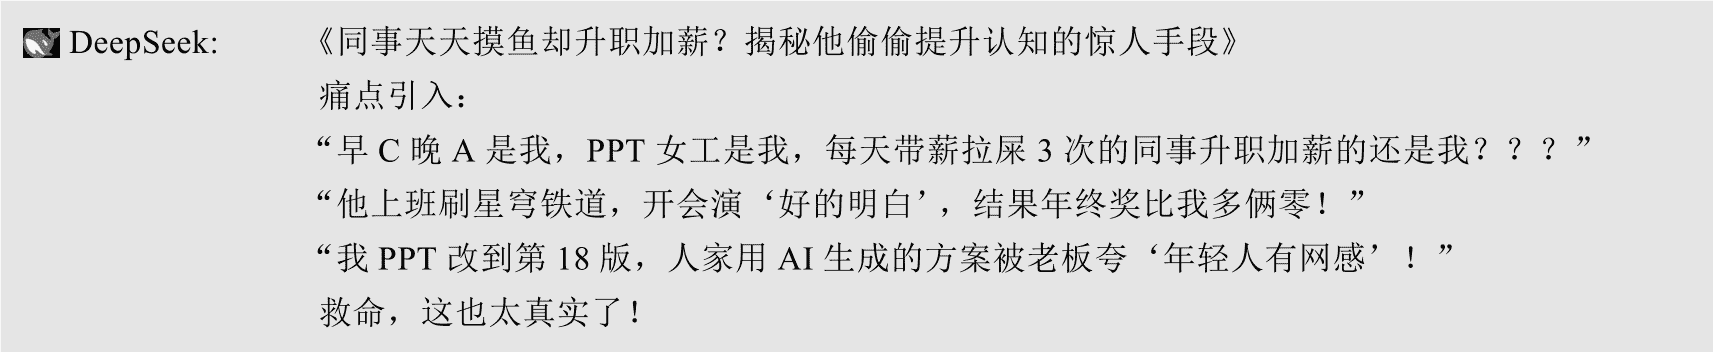 DeepSeek: 《同事天天摸鱼却升职加薪？揭秘他偷偷提升认知的惊人手段》
痛点引入：
“早 C 晚 A 是我，PPT 女工是我，每天带薪拉屎 3 次的同事升职加薪的还是我？？？”
“他上班刷星穹铁道，开会演‘好的明白’，结果年终奖比我多俩零！”
“我 PPT 改到第 18 版，人家用 AI 生成的方案被老板夸‘年轻人有网感’！”
救命，这也太真实了！